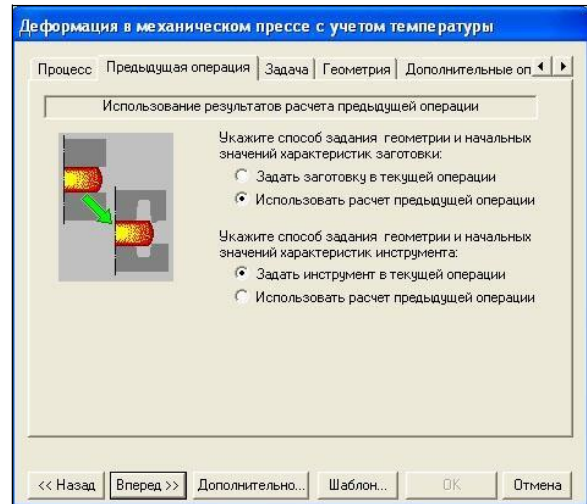 Деформация в механическом прессе с учетом температуры
Процесс Предыдущая операция Задача Геометрия Дополнительные оп
Использование результатов расчета предыдущей операции
Укажите способ задания геометрии и начальных
значений характеристик заготовки:
Задать заготовку в текущей операции
Использовать расчет предыдущей операции
Укажите способ задания геометрии и начальных
значений характеристик инструмента:
Задать инструмент в текущей операции
Использовать расчет предыдущей операции
<< Назад Вперед >> Дополнительно... Шаблон... OK Отмена